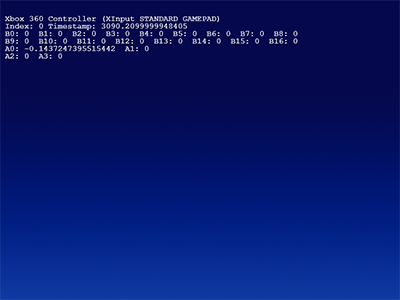 Xbox 360 Controller (XInput STANDARD GAMEPAD)
Index: 0 Timestamp: 3090.2099999948405
B0: 0 B1: 0 B2: 0 B3: 0 B4: 0 B5: 0 B6: 0 B7: 0 B8: 0
B9: 0 B10: 0 B11: 0 B12: 0 B13: 0 B14: 0 B15: 0 B16: 0
A0: -0.1437247395515442 A1: 0
A2: 0 A3: 0